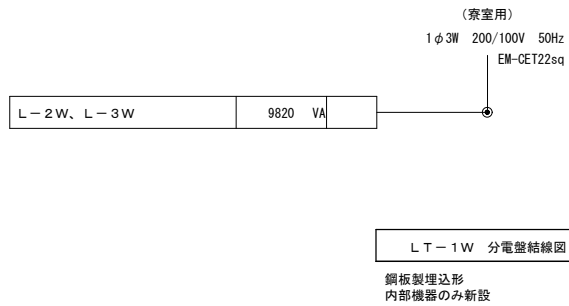 (寮室用)
1φ3W 200/100V 50Hz
EM-CET22sq
L－2W、L－3W 9820 VA
LT－1W 分電盤結線図
鋼板製埋込形
内部機器のみ新設